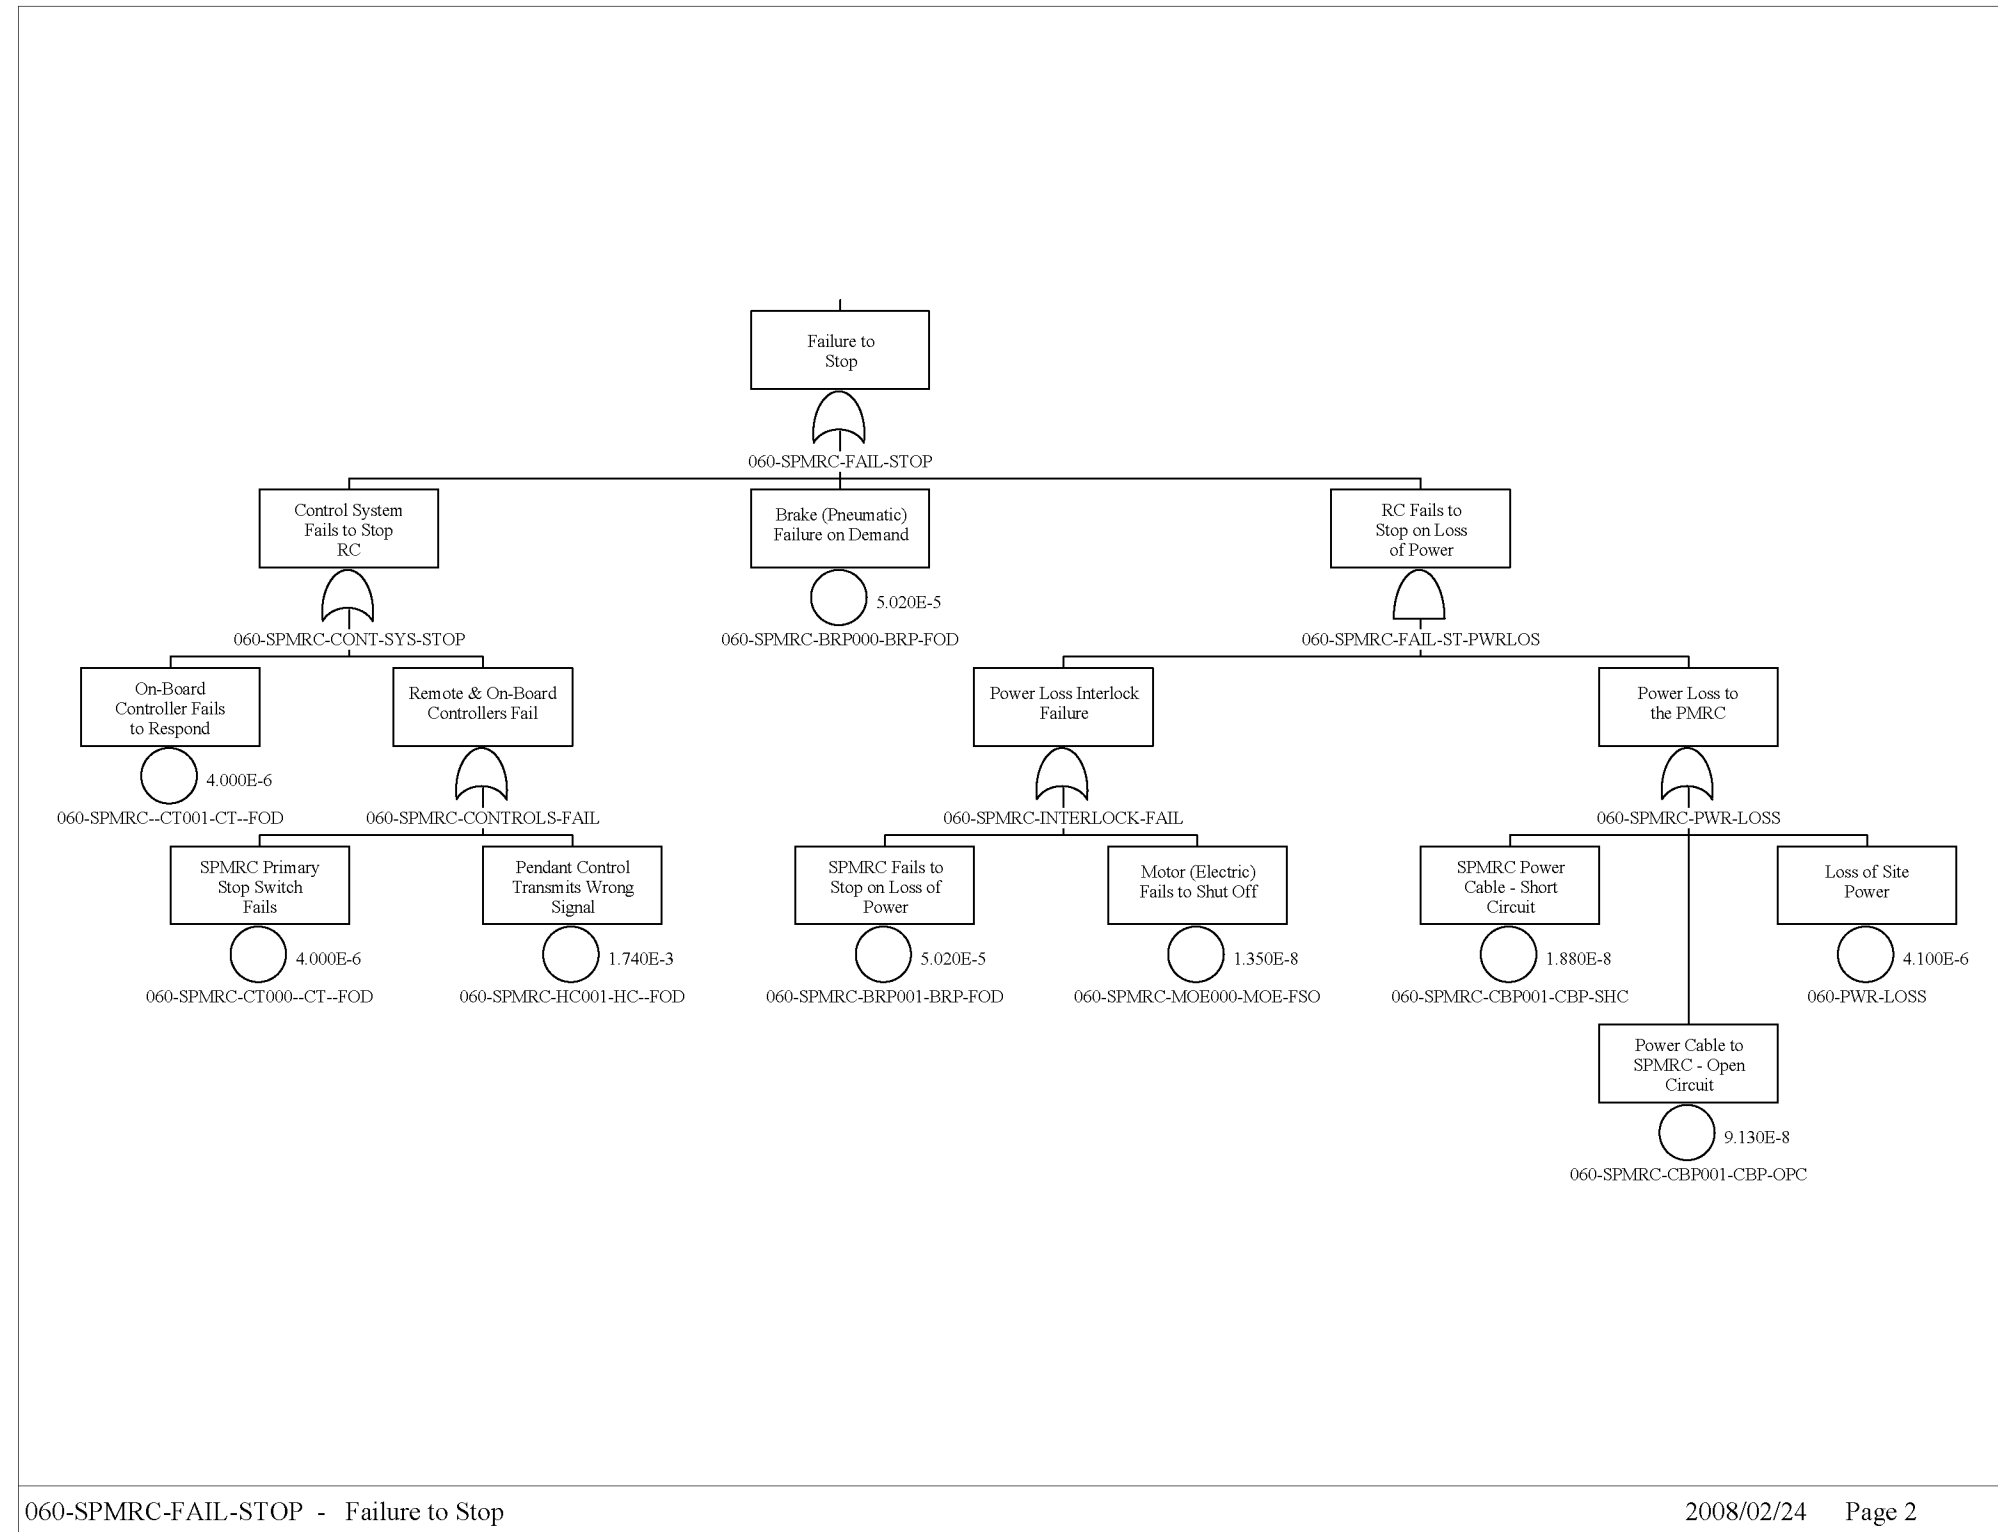 Failure to
Stop
060-SPMRC-FAIL-STOP
Control System
Fails to Stop
RC
060-SPMRC-CONT-SYS-STOP
Brake (Pneumatic)
Failure on Demand
5.020E-5
060-SPMRC-BRP000-BRP-FOD
RC Fails to
Stop on Loss
of Power
060-SPMRC-FAIL-ST-PWRLOS
On-Board
Controller Fails
to Respond
4.000E-6
060-SPMRC--CT001-CT--FOD
Remote & On-Board
Controllers Fail
060-SPMRC-CONTROLS-FAIL
Power Loss Interlock
Failure
060-SPMRC-INTERLOCK-FAIL
Power Loss to
the PMRC
060-SPMRC-PWR-LOSS
SPMRC Primary
Stop Switch
Fails
4.000E-6
060-SPMRC-CT000--CT--FOD
Pendant Control
Transmits Wrong
Signal
1.740E-3
060-SPMRC-HC001-HC--FOD
SPMRC Fails to
Stop on Loss of
Power
5.020E-5
060-SPMRC-BRP001-BRP-FOD
Motor (Electric)
Fails to Shut Off
1.350E-8
060-SPMRC-MOE000-MOE-FSO
SPMRC Power
Cable - Short
Circuit
1.880E-8
060-SPMRC-CBP001-CBP-SHC
Loss of Site
Power
4.100E-6
060-PWR-LOSS
Power Cable to
SPMRC - Open
Circuit
9.130E-8
060-SPMRC-CBP001-CBP-OPC
060-SPMRC-FAIL-STOP - Failure to Stop
2008/02/24 Page 2